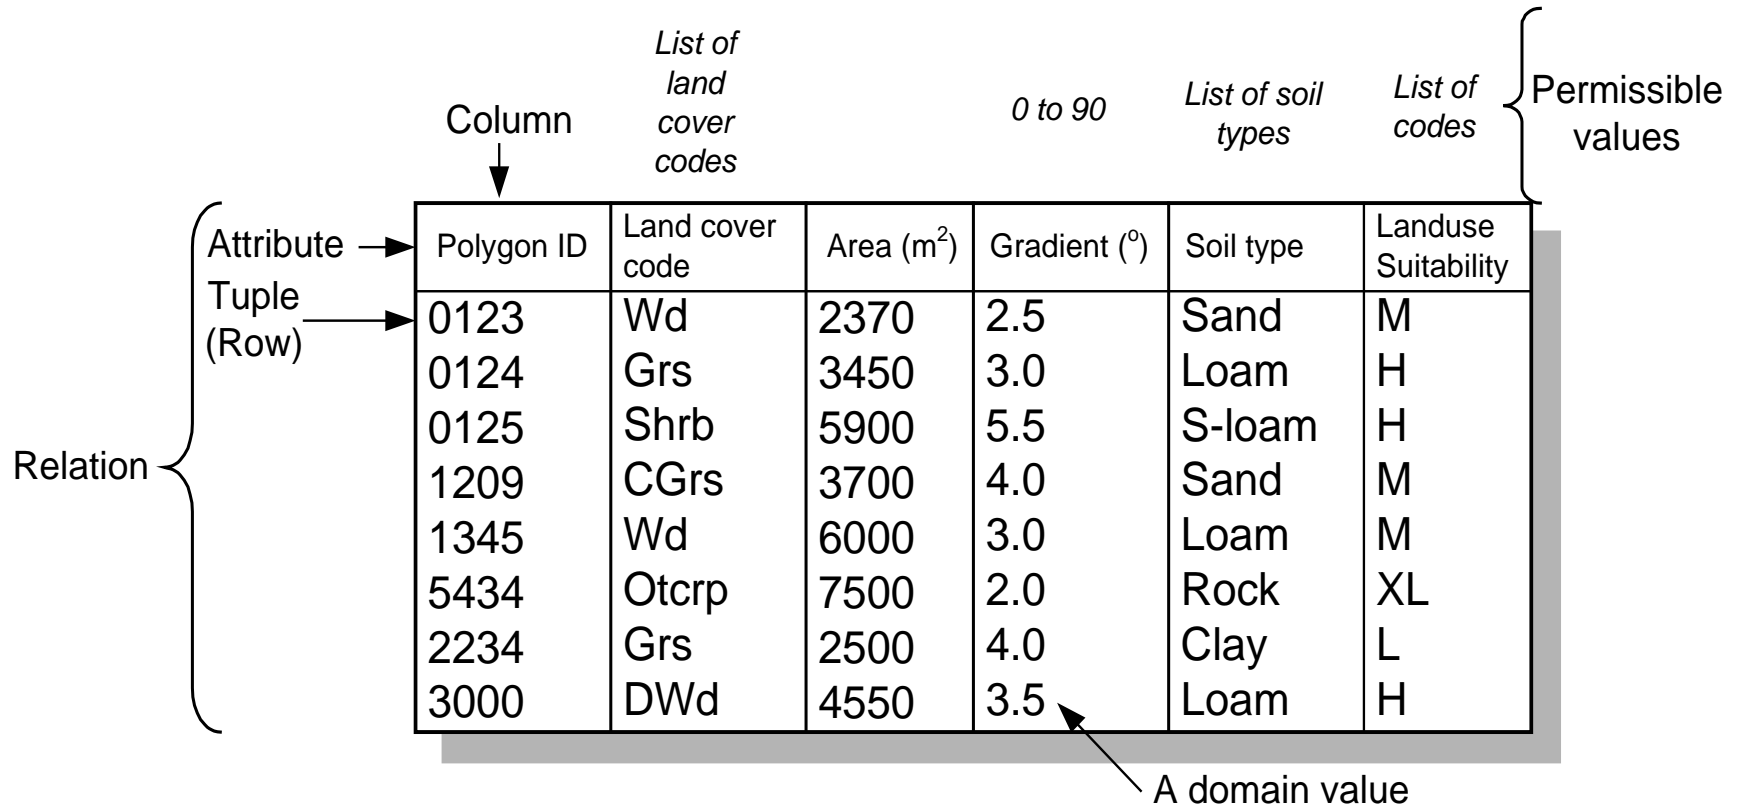 List of
land
cover
codes
Column
0 to 90
List of soil
types
List of
codes
Permissible
values
Attribute
Tuple
(Row)
Relation
Polygon ID Land cover code Area (m²) Gradient (º) Soil type Landuse Suitability
0123 Wd 2370 2.5 Sand M
0124 Grs 3450 3.0 Loam H
0125 Shrb 5900 5.5 S-loam H
1209 CGrs 3700 4.0 Sand M
1345 Wd 6000 3.0 Loam M
5434 Otcrp 7500 2.0 Rock XL
2234 Grs 2500 4.0 Clay L
3000 DWd 4550 3.5 Loam H
A domain value